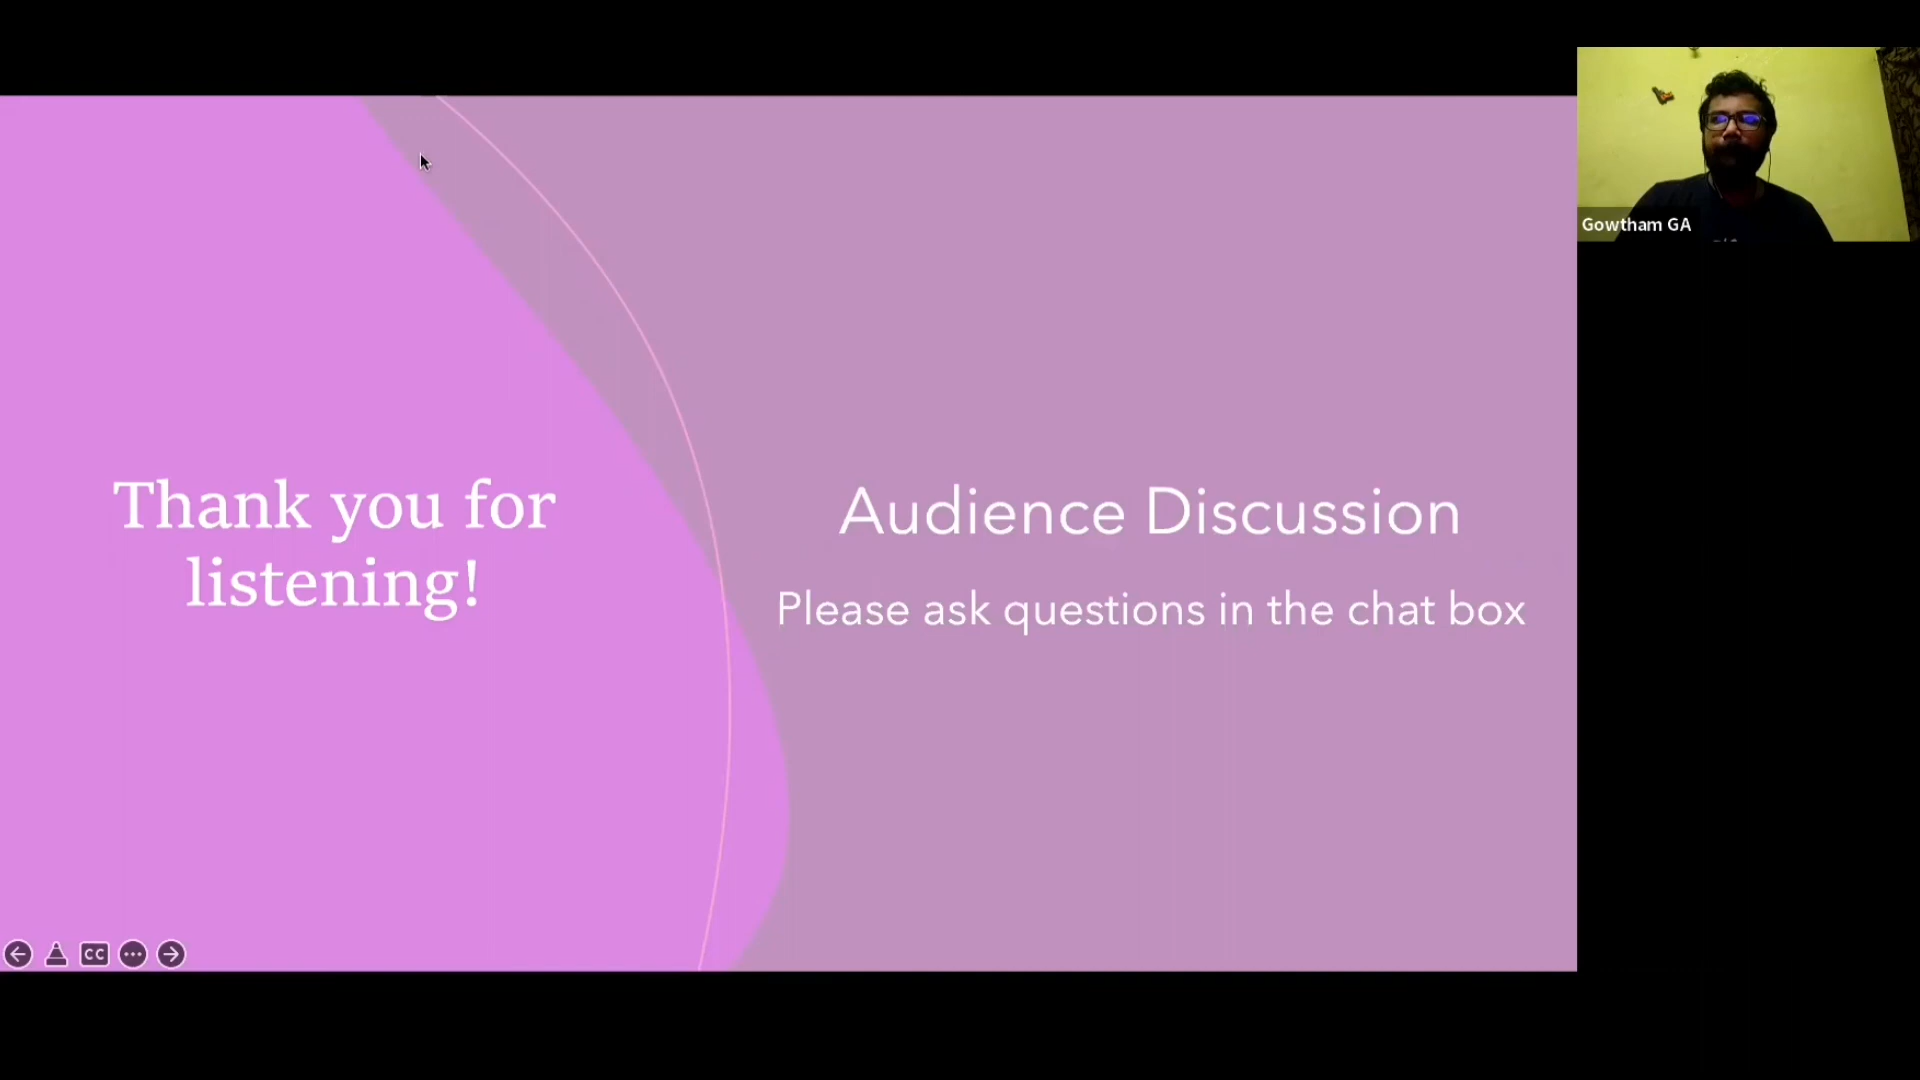 Thank you for
listening!
Audience Discussion
Please ask questions in the chat box
Gowtham GA
CC